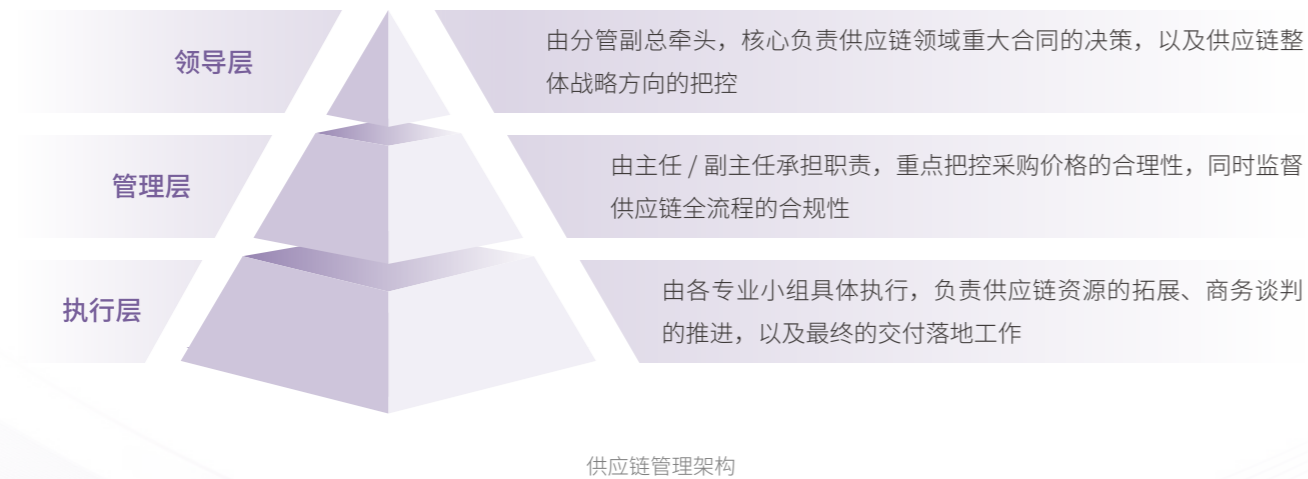 领导层
由分管副总牵头，核心负责供应链领域重大合同的决策，以及供应链整
体战略方向的把控
管理层
由主任 / 副主任承担职责，重点把控采购价格的合理性，同时监督
供应链全流程的合规性
执行层
由各专业小组具体执行，负责供应链资源的拓展、商务谈判
的推进，以及最终的交付落地工作
供应链管理架构